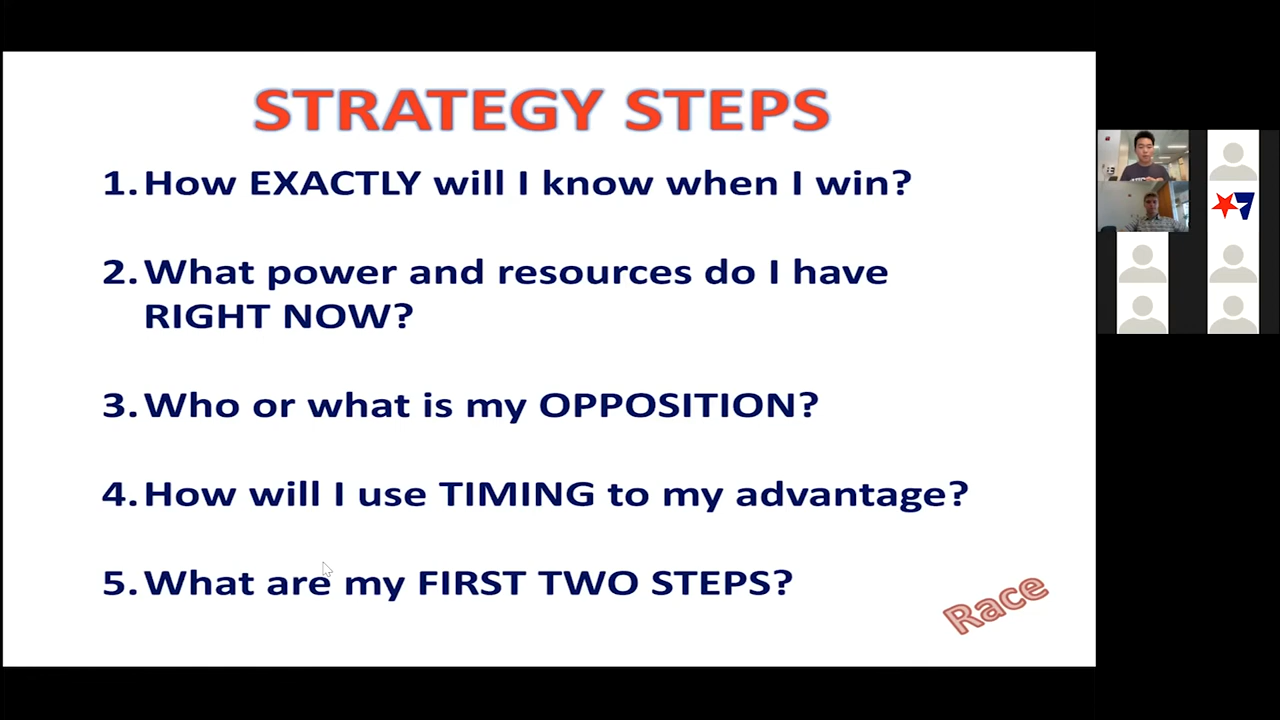 STRATEGY STEPS
1. How EXACTLY will I know when I win?
2. What power and resources do I have
RIGHT NOW?
3. Who or what is my OPPOSITION?
4. How will I use TIMING to my advantage?
5. What are my FIRST TWO STEPS?
Race